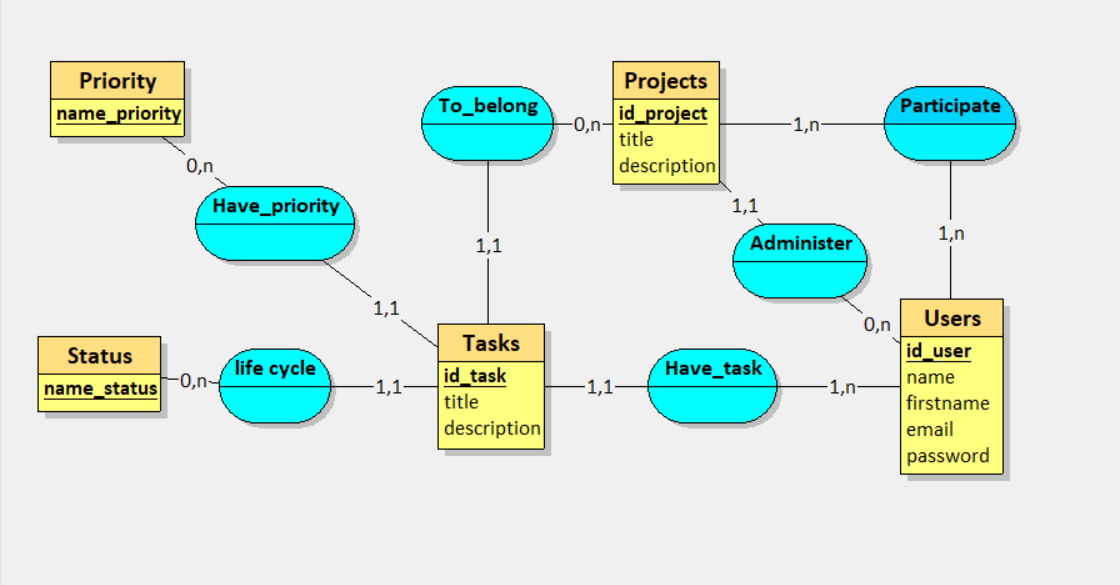 Priority
name_priority
0,n
Have_priority
1,1
To_belong
0,n
1,1
Projects
id_project
title
description
1,n
Participate
1,n
1,1
Administer
0,n
Status
name_status
0,n
life cycle
1,1
Tasks
id_task
title
description
1,1
Have_task
1,n
Users
id_user
name
firstname
email
password